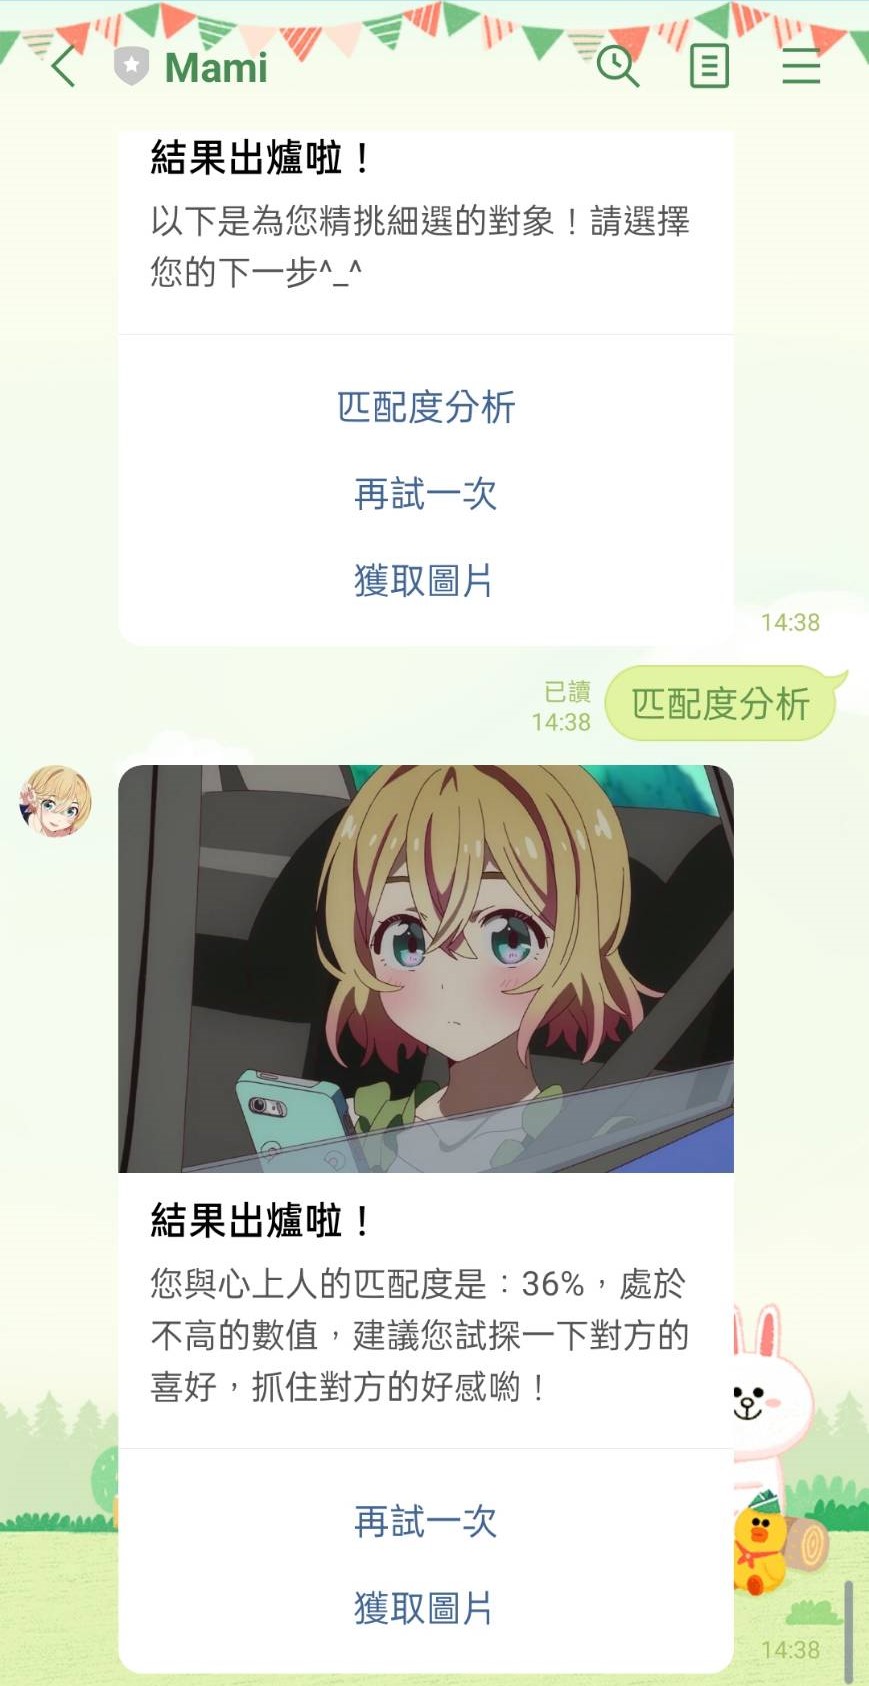 Mami
結果出爐啦！
以下是為您精挑細選的對象！請選擇
您的下一步^_^
匹配度分析
再試一次
獲取圖片
14:38
已讀
14:38
匹配度分析
結果出爐啦！
您與心上人的匹配度是：36%，處於
不高的數值，建議您試探一下對方的
喜好，抓住對方的好感喲！
再試一次
獲取圖片
14:38